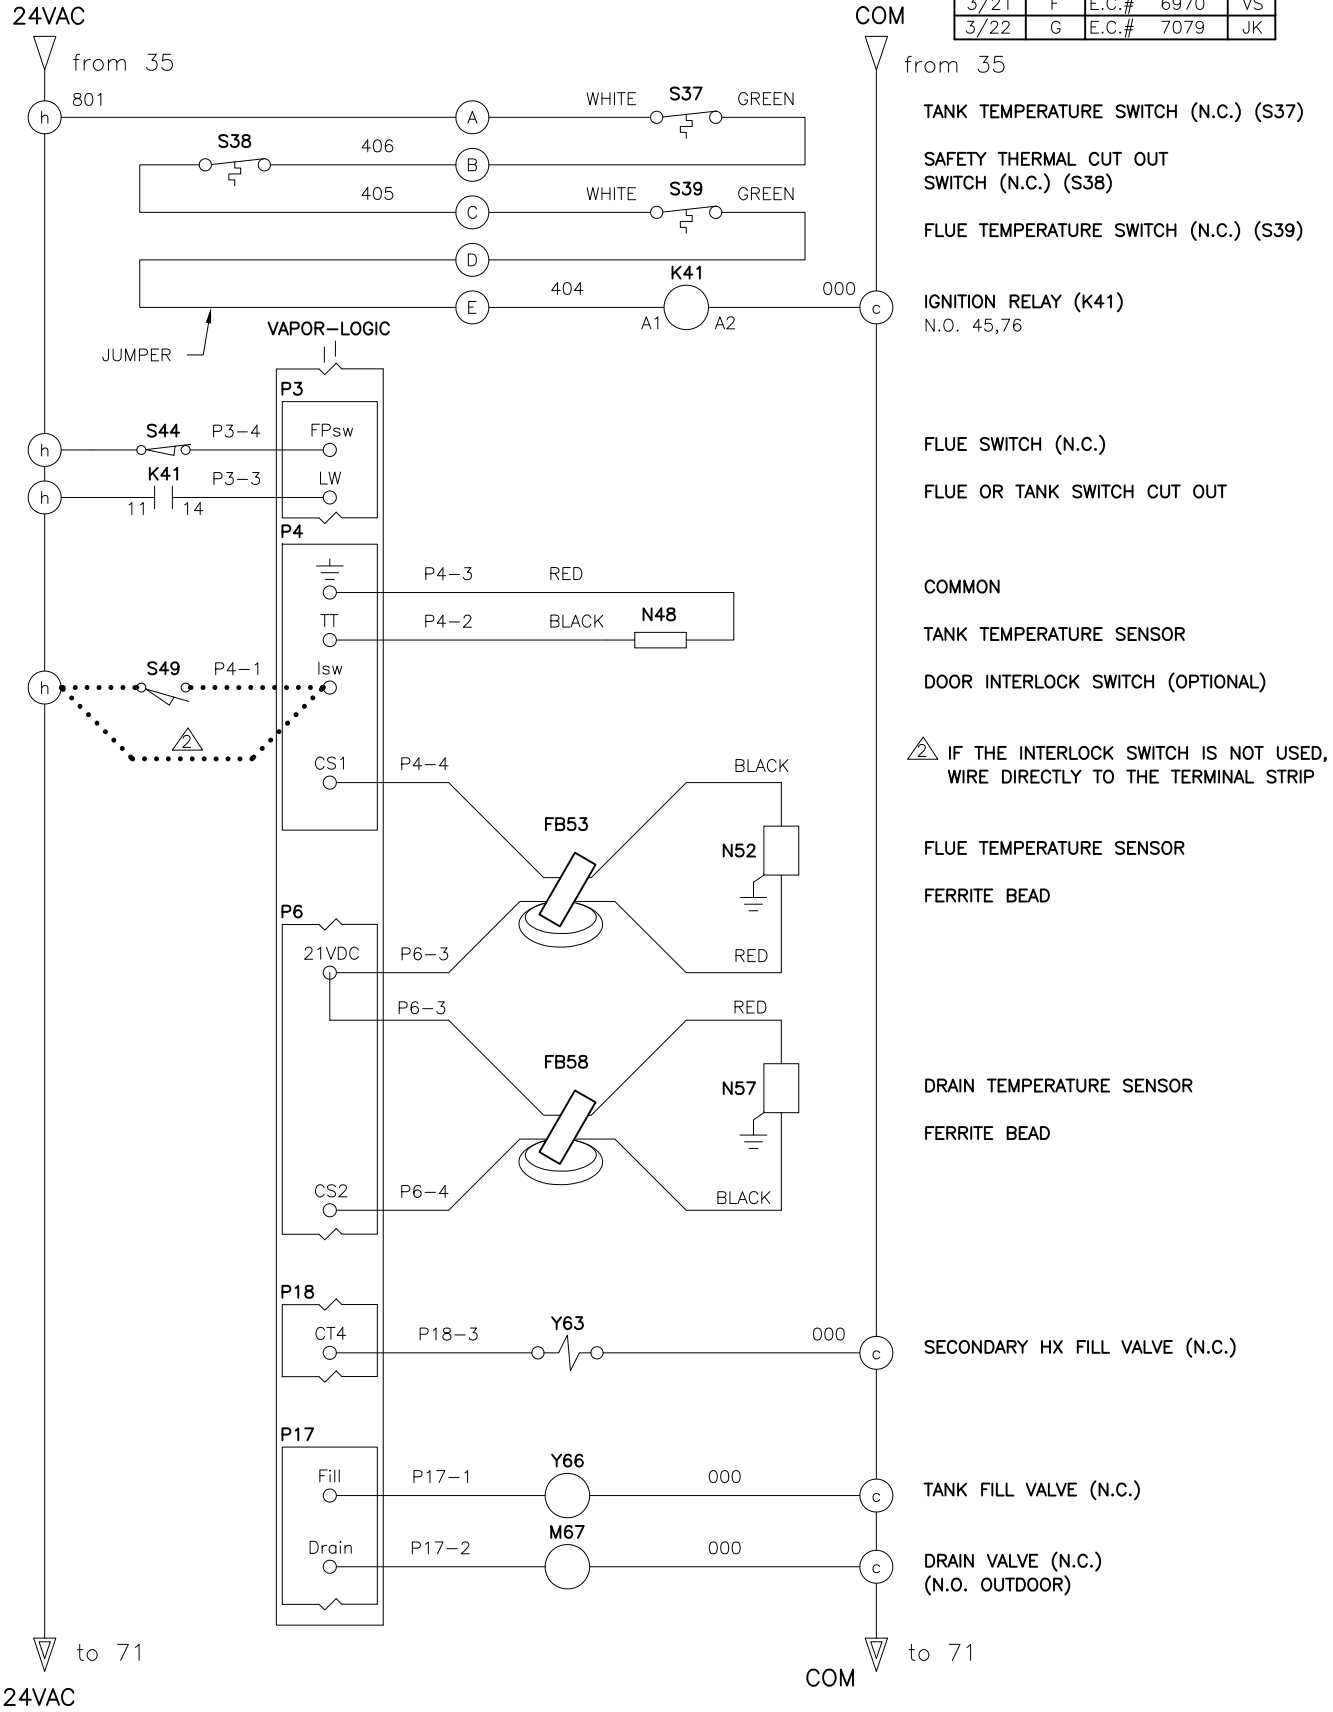 24VAC
COM
3/21 F E.C.# 6970 VS
3/22 G E.C.# 7079 JK
from 35
from 35
h
801
A
WHITE
S37
GREEN
TANK TEMPERATURE SWITCH (N.C.) (S37)
S38
406
B
SAFETY THERMAL CUT OUT
SWITCH (N.C.) (S38)
405
C
WHITE
S39
GREEN
FLUE TEMPERATURE SWITCH (N.C.) (S39)
D
E
404
K41
A1
A2
000
c
IGNITION RELAY (K41)
N.O. 45,76
JUMPER
VAPOR-LOGIC
P3
h
S44
P3-4
FPsw
FLUE SWITCH (N.C.)
h
K41
11
14
P3-3
LW
FLUE OR TANK SWITCH CUT OUT
P4
P4-3
RED
COMMON
TT
P4-2
BLACK
N48
TANK TEMPERATURE SENSOR
h
S49
P4-1
Isw
DOOR INTERLOCK SWITCH (OPTIONAL)
2
2 IF THE INTERLOCK SWITCH IS NOT USED,
WIRE DIRECTLY TO THE TERMINAL STRIP
CS1
P4-4
BLACK
FB53
N52
FLUE TEMPERATURE SENSOR
FERRITE BEAD
P6
21VDC
P6-3
RED
P6-3
RED
FB58
N57
DRAIN TEMPERATURE SENSOR
FERRITE BEAD
CS2
P6-4
BLACK
P18
CT4
P18-3
Y63
000
c
SECONDARY HX FILL VALVE (N.C.)
P17
Fill
P17-1
Y66
000
c
TANK FILL VALVE (N.C.)
Drain
P17-2
M67
000
c
DRAIN VALVE (N.C.)
(N.O. OUTDOOR)
to 71
to 71
24VAC
COM